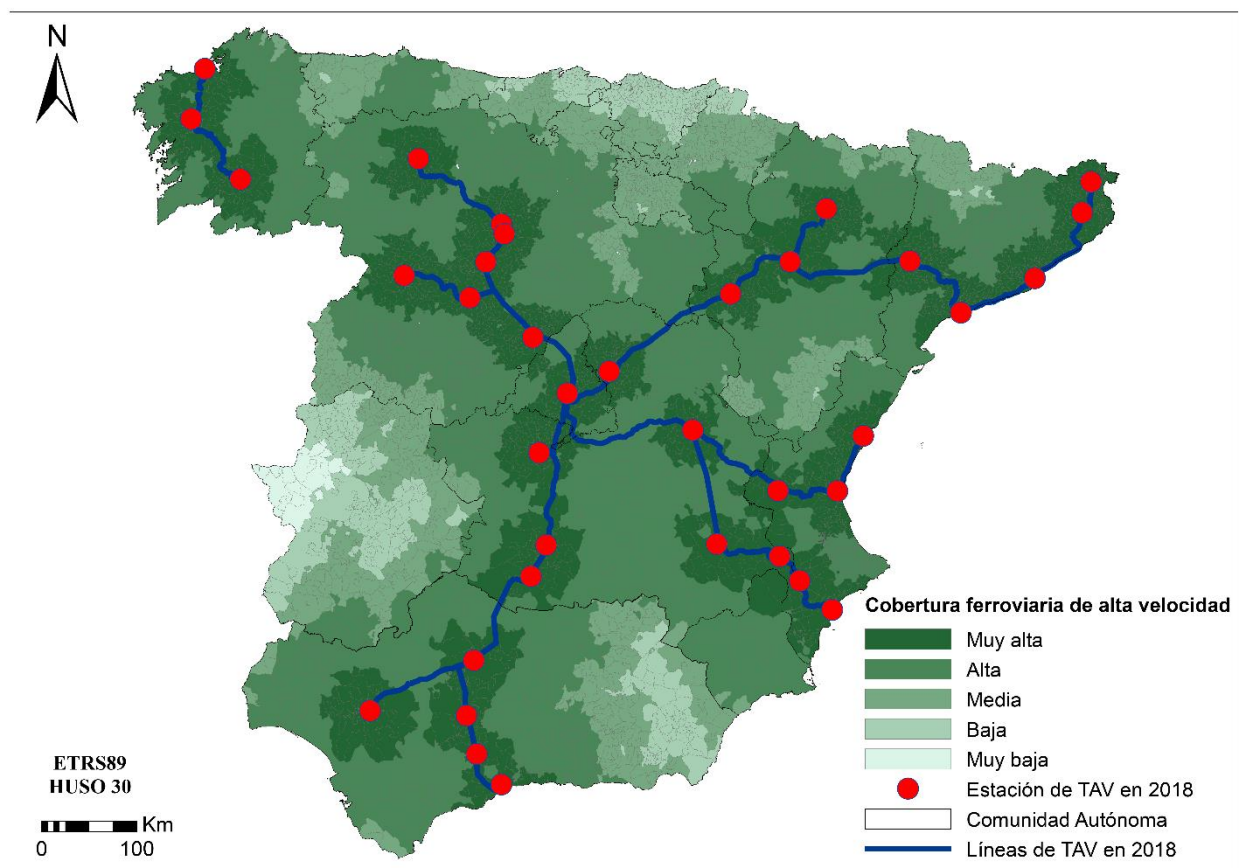 N
Cobertura ferroviaria de alta velocidad
Muy alta
Alta
Media
Baja
Muy baja
Estación de TAV en 2018
Comunidad Autónoma
Líneas de TAV en 2018
ETRS89
HUSO 30
Km
0 100